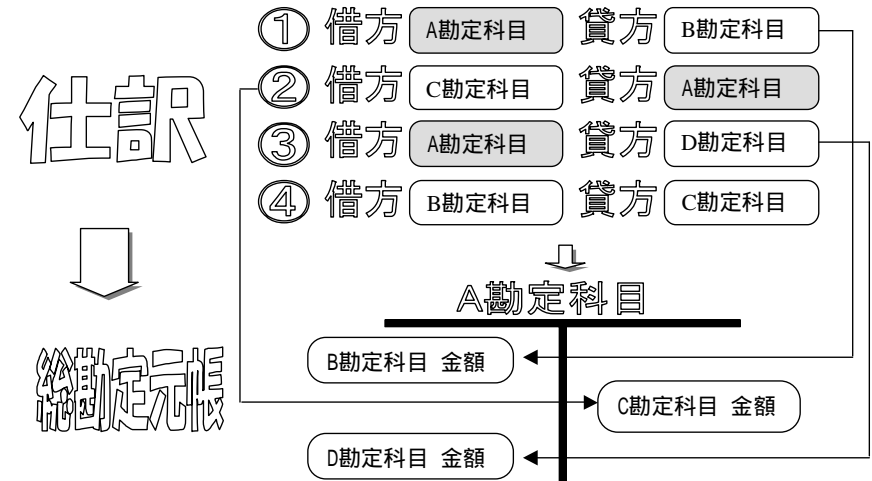 仕訳
① 借方 A勘定科目 貸方 B勘定科目
② 借方 C勘定科目 貸方 A勘定科目
③ 借方 A勘定科目 貸方 D勘定科目
④ 借方 B勘定科目 貸方 C勘定科目
総勘定元帳
A勘定科目
B勘定科目 金額
C勘定科目 金額
D勘定科目 金額